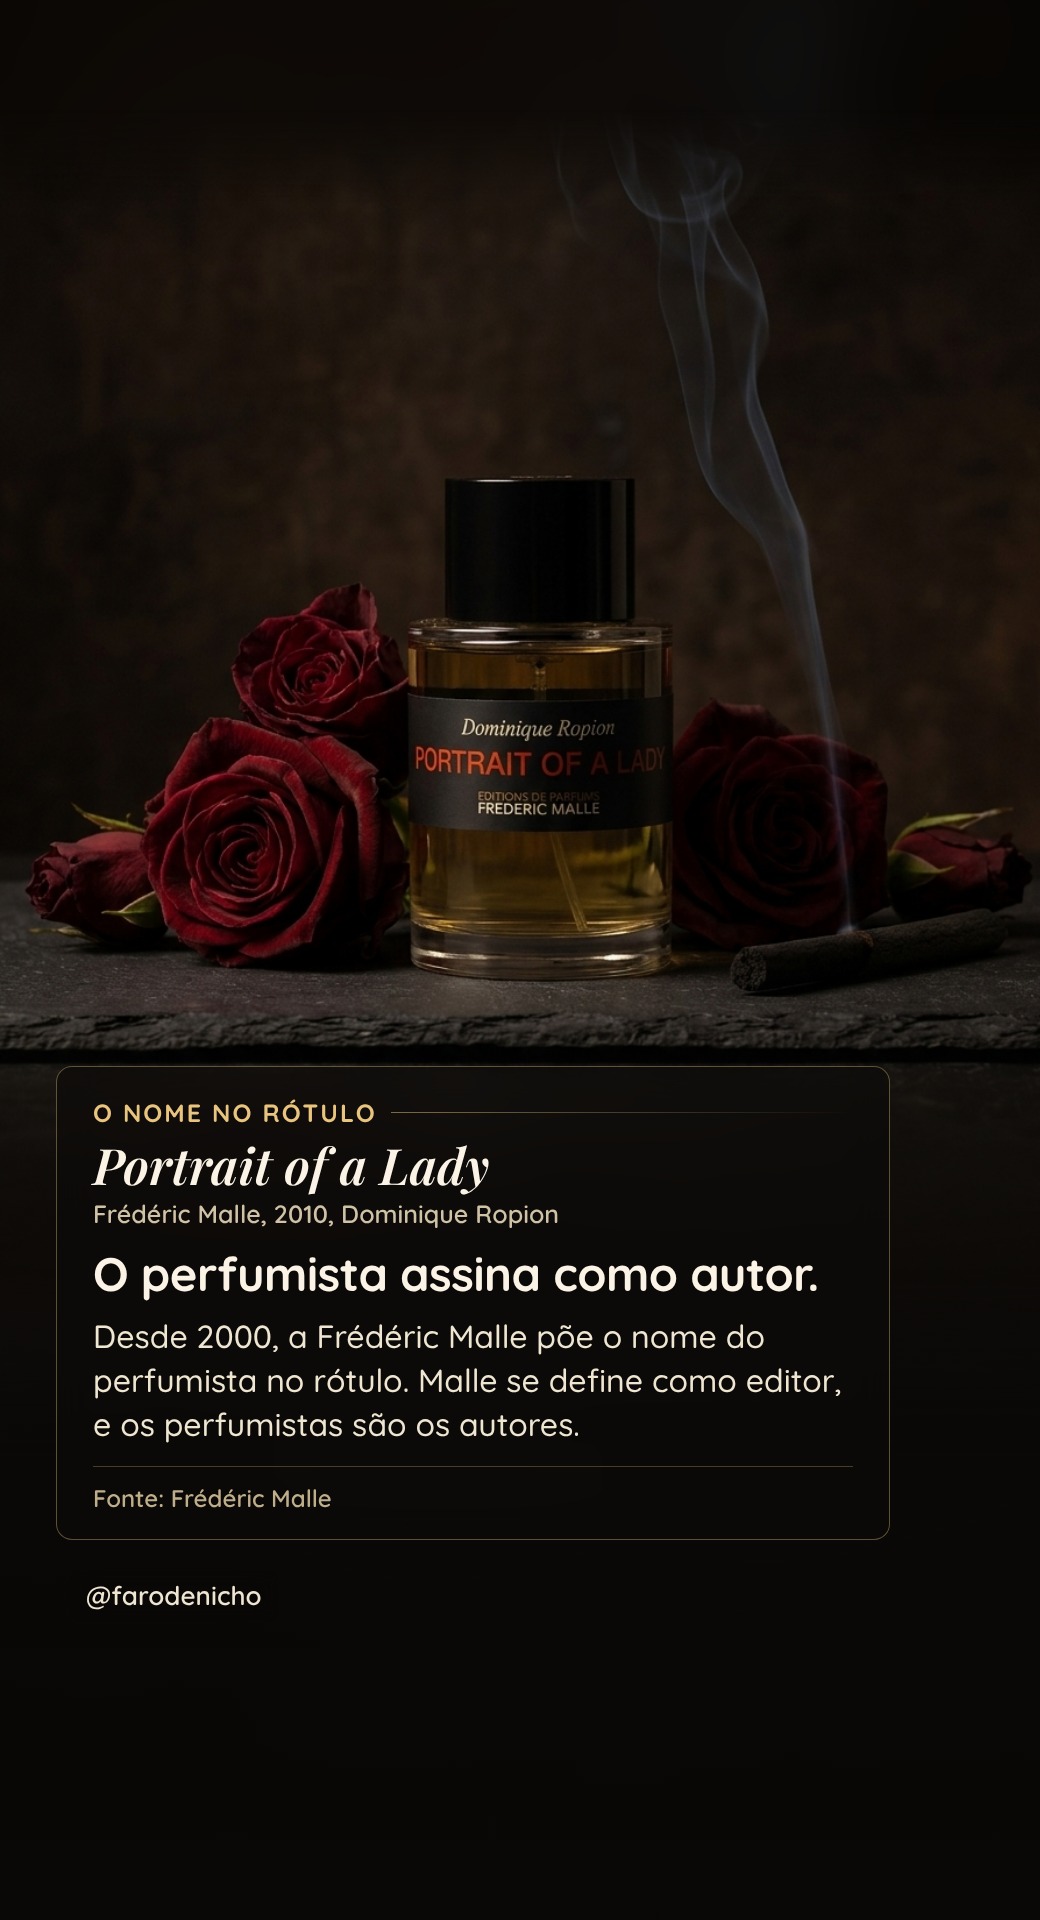 Dominique Ropion
PORTRAIT OF A LADY
EDITIONS DE PARFUMS
FREDERIC MALLE
O NOME NO RÓTULO
Portrait of a Lady
Frédéric Malle, 2010, Dominique Ropion
O perfumista assina como autor.
Desde 2000, a Frédéric Malle põe o nome do
perfumista no rótulo. Malle se define como editor,
e os perfumistas são os autores.
Fonte: Frédéric Malle
@farodenicho